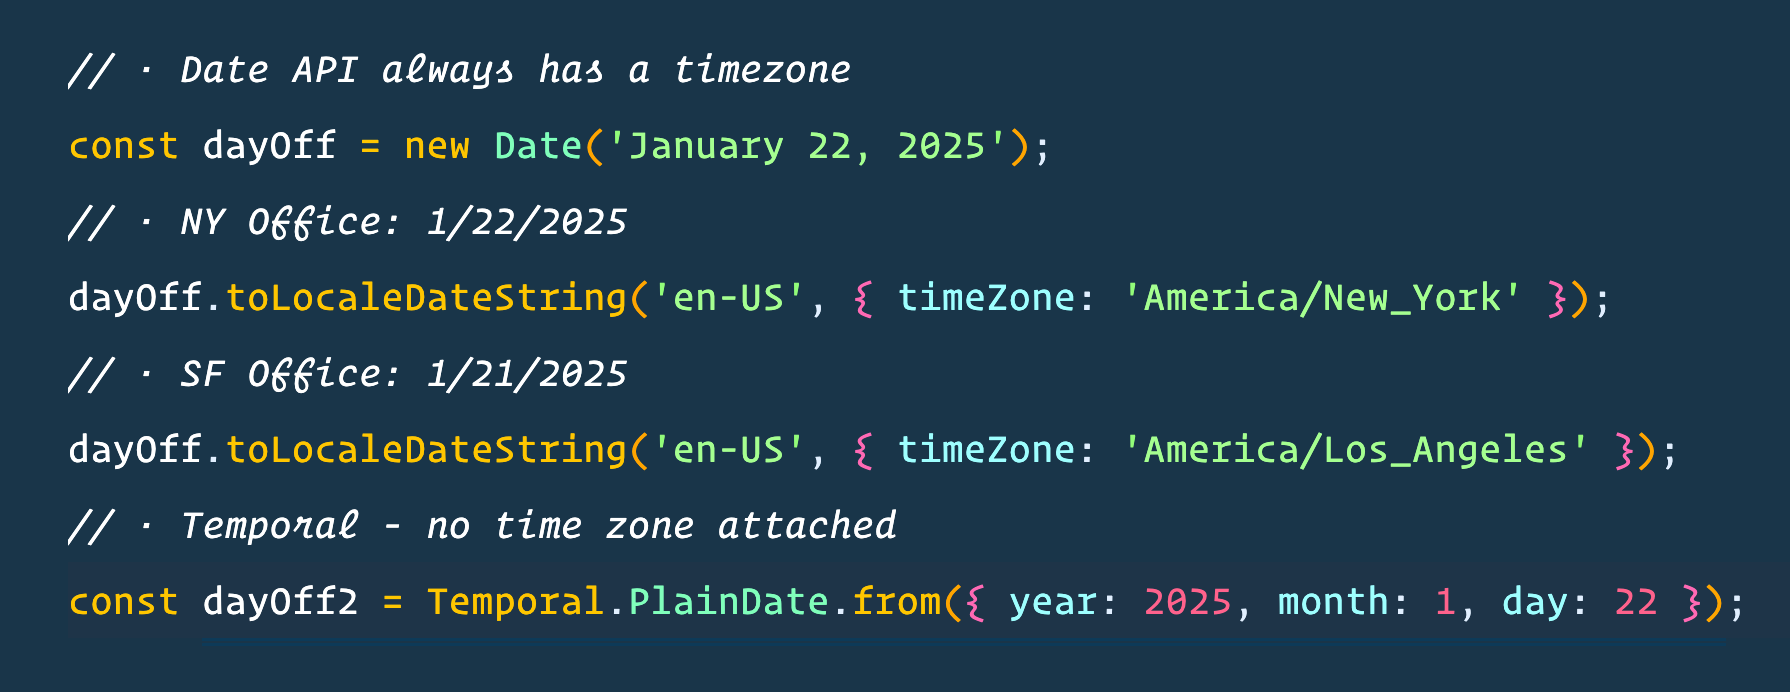 // · Date API always has a timezone
const dayOff = new Date('January 22, 2025');
// · NY Office: 1/22/2025
dayOff.toLocaleDateString('en-US', { timeZone: 'America/New_York' });
// · SF Office: 1/21/2025
dayOff.toLocaleDateString('en-US', { timeZone: 'America/Los_Angeles' });
// · Temporal - no time zone attached
const dayOff2 = Temporal.PlainDate.from({ year: 2025, month: 1, day: 22 });